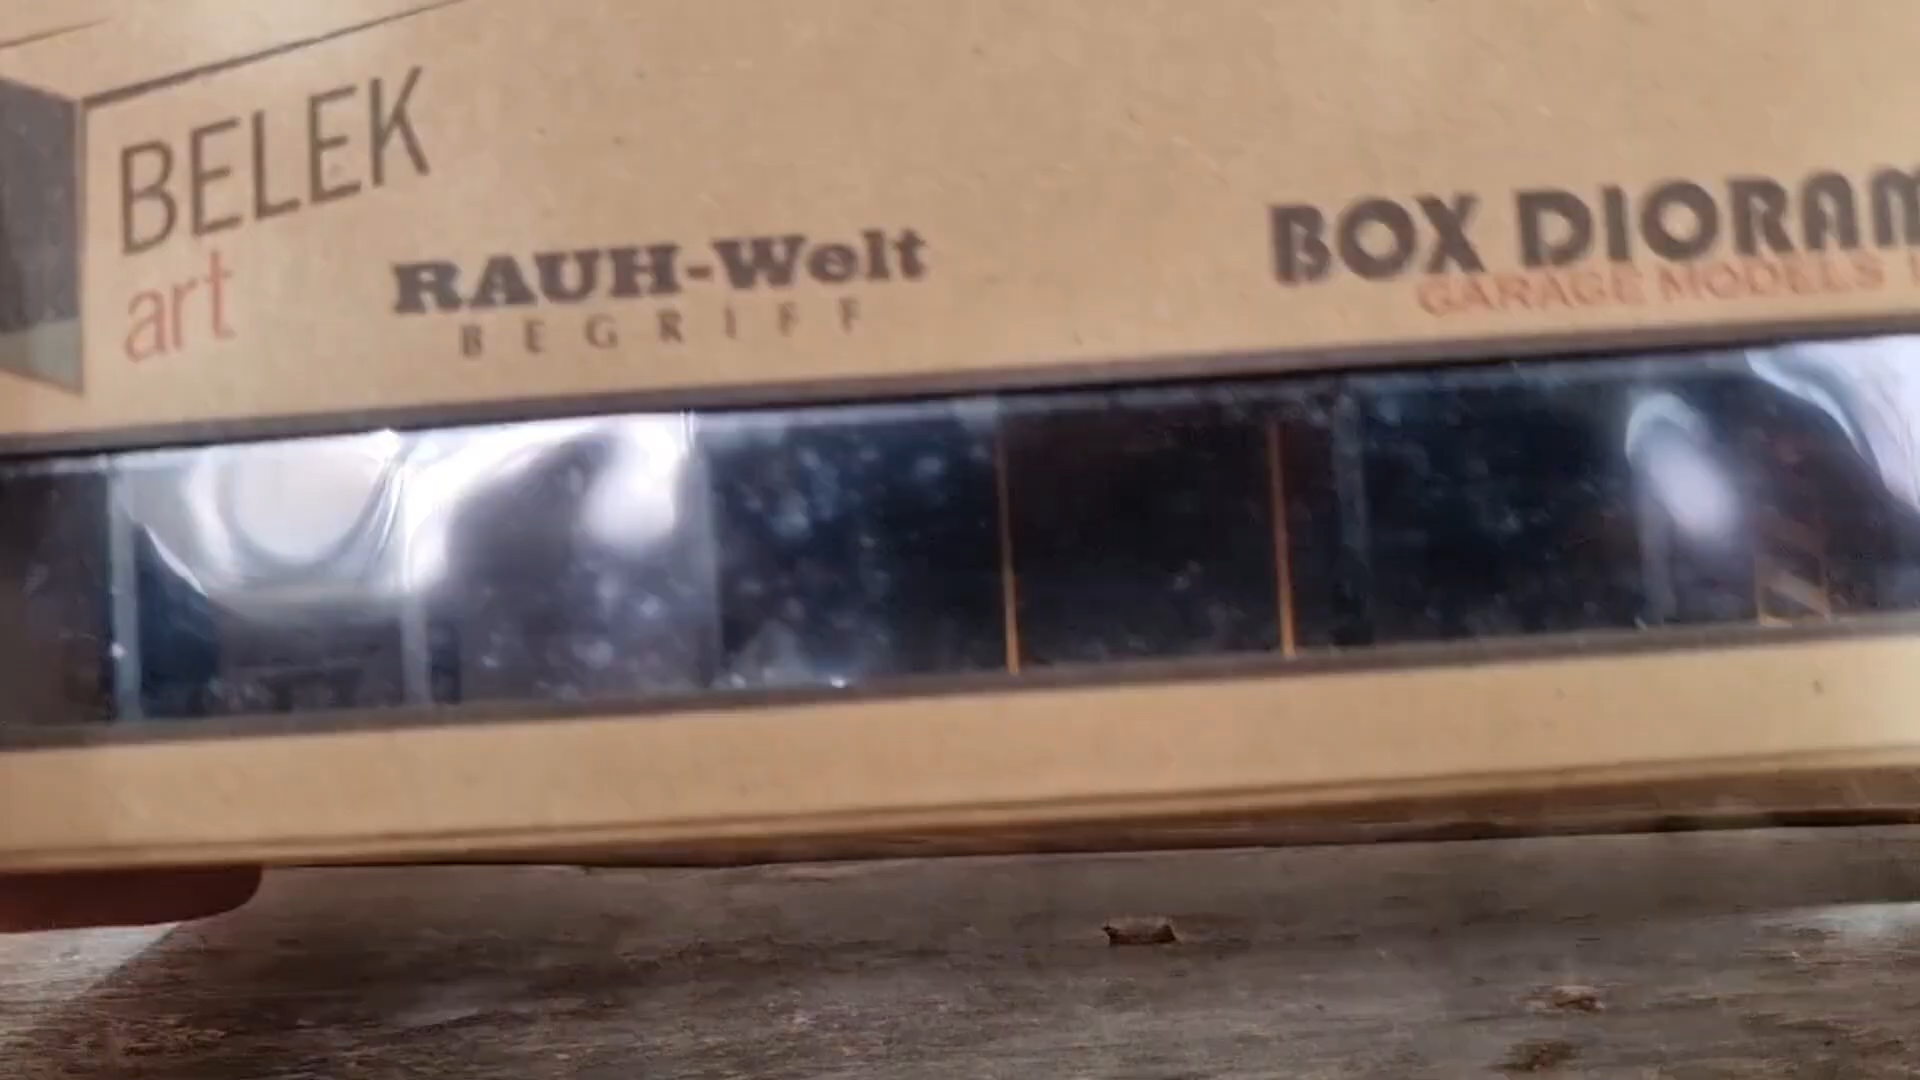 BELEK
art
RAUH-Welt
BEGRIFF
BOX DIORAM
GARAGE MODELS